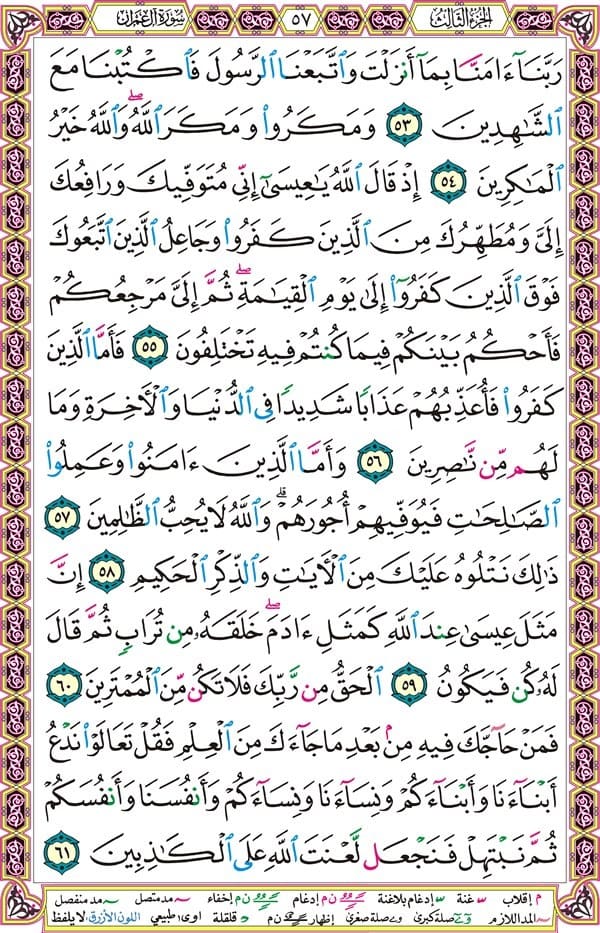 الجزء الثالث
٥٧
سورة آل عمران
رَبَّنَآ ءَامَنَّا بِمَآ أَنزَلْتَ وَٱتَّبَعْنَا ٱلرَّسُولَ فَٱكْتُبْنَا مَعَ
ٱلشَّٰهِدِينَ ٥٣ وَمَكَرُوا۟ وَمَكَرَ ٱللَّهُ ۖ وَٱللَّهُ خَيْرُ
ٱلْمَٰكِرِينَ ٥٤ إِذْ قَالَ ٱللَّهُ يَٰعِيسَىٰٓ إِنِّى مُتَوَفِّيكَ وَرَافِعُكَ
إِلَىَّ وَمُطَهِّرُكَ مِنَ ٱلَّذِينَ كَفَرُوا۟ وَجَاعِلُ ٱلَّذِينَ ٱتَّبَعُوكَ
فَوْقَ ٱلَّذِينَ كَفَرُوٓا۟ إِلَىٰ يَوْمِ ٱلْقِيَٰمَةِ ۖ ثُمَّ إِلَىَّ مَرْجِعُكُمْ
فَأَحْكُمُ بَيْنَكُمْ فِيمَا كُنتُمْ فِيهِ تَخْتَلِفُونَ ٥٥ فَأَمَّا ٱلَّذِينَ
كَفَرُوا۟ فَأُعَذِّبُهُمْ عَذَابًا شَدِيدًا فِى ٱلدُّنْيَا وَٱلْءَاخِرَةِ وَمَا
لَهُم مِّن نَّٰصِرِينَ ٥٦ وَأَمَّا ٱلَّذِينَ ءَامَنُوا۟ وَعَمِلُوا۟
ٱلصَّٰلِحَٰتِ فَيُوَفِّيهِمْ أُجُورَهُمْ ۗ وَٱللَّهُ لَا يُحِبُّ ٱلظَّٰلِمِينَ ٥٧
ذَٰلِكَ نَتْلُوهُ عَلَيْكَ مِنَ ٱلْءَايَٰتِ وَٱلذِّكْرِ ٱلْحَكِيمِ ٥٨ إِنَّ
مَثَلَ عِيسَىٰ عِندَ ٱللَّهِ كَمَثَلِ ءَادَمَ ۖ خَلَقَهُۥ مِن تُرَابٍ ثُمَّ قَالَ
لَهُۥ كُن فَيَكُونُ ٥٩ ٱلْحَقُّ مِن رَّبِّكَ فَلَا تَكُن مِّنَ ٱلْمُمْتَرِينَ ٦٠
فَمَنْ حَآجَّكَ فِيهِ مِنۢ بَعْدِ مَا جَآءَكَ مِنَ ٱلْعِلْمِ فَقُلْ تَعَالَوْا۟ نَدْعُ
أَبْنَآءَنَا وَأَبْنَآءَكُمْ وَنِسَآءَنَا وَنِسَآءَكُمْ وَأَنفُسَنَا وَأَنفُسَكُمْ
ثُمَّ نَبْتَهِلْ فَنَجْعَل لَّعْنَتَ ٱللَّهِ عَلَى ٱلْكَٰذِبِينَ ٦١
م إقلاب غنة إدغام بلاغنة ن م إدغام ن م إخفاء مد متصل مد منفصل
المد اللازم صلة كبرى صلة صغرى إظهار ن م قلقلة اوى: طبيعي اللون الأزرق: لا يلفظ